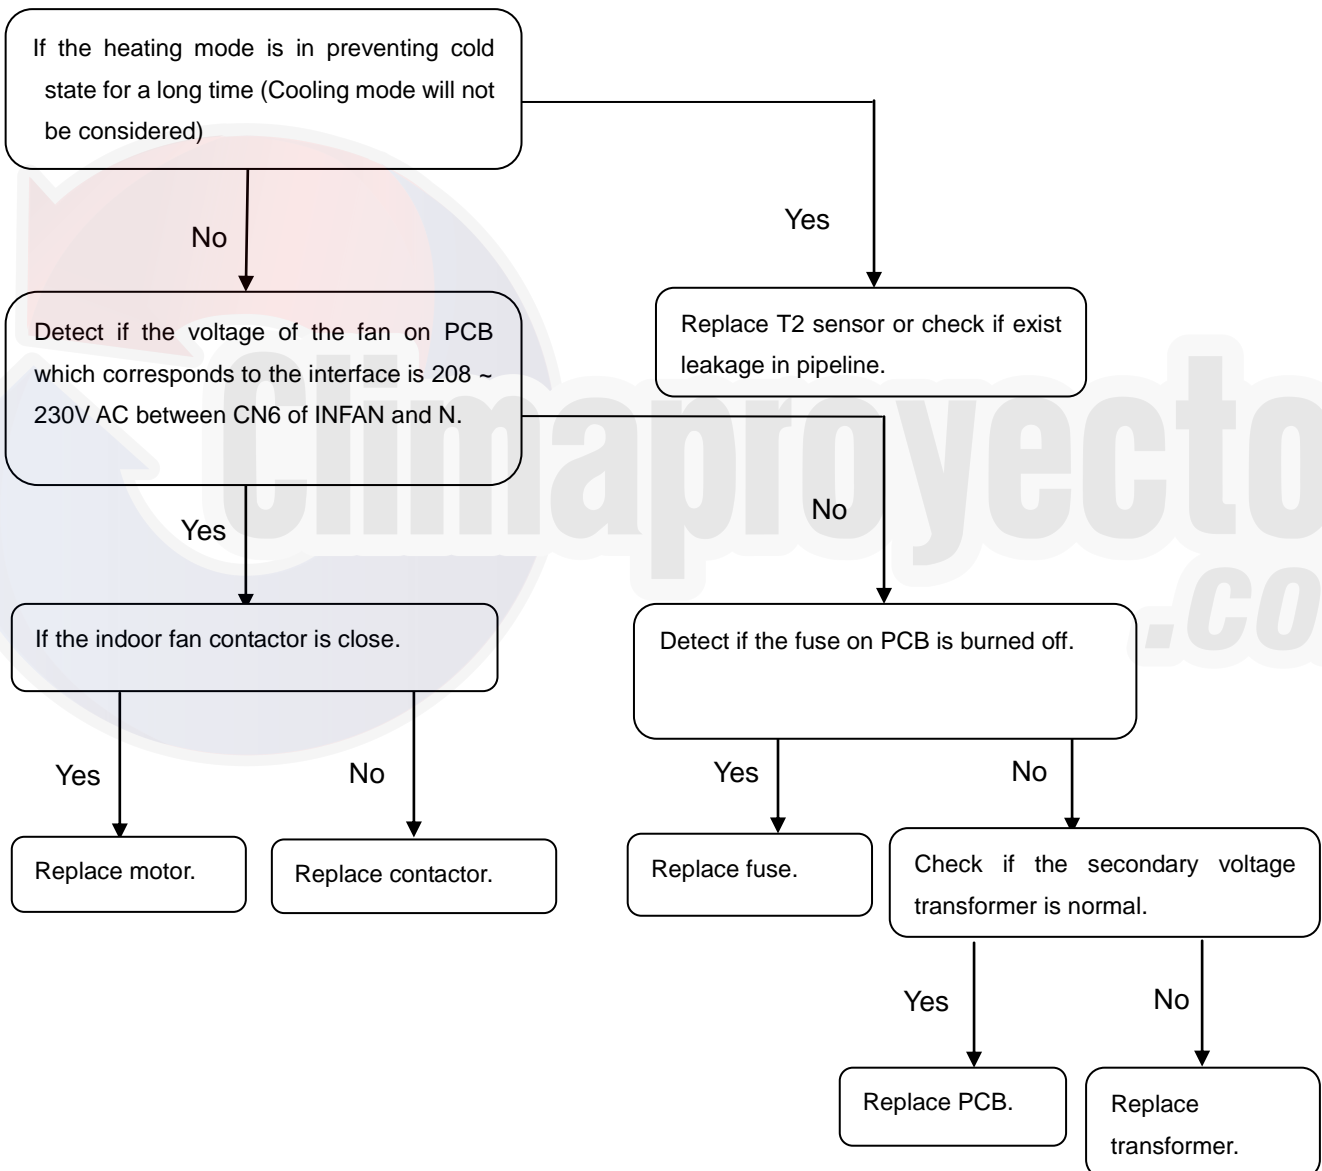 If the heating mode is in preventing cold
state for a long time (Cooling mode will not
be considered)
No
Yes
Detect if the voltage of the fan on PCB
which corresponds to the interface is 208 ~
230V AC between CN6 of INFAN and N.
Replace T2 sensor or check if exist
leakage in pipeline.
Yes
No
If the indoor fan contactor is close.
Detect if the fuse on PCB is burned off.
Yes
No
Yes
No
Replace motor.
Replace contactor.
Replace fuse.
Check if the secondary voltage
transformer is normal.
Yes
No
Replace PCB.
Replace
transformer.
Climaproyecto
.co